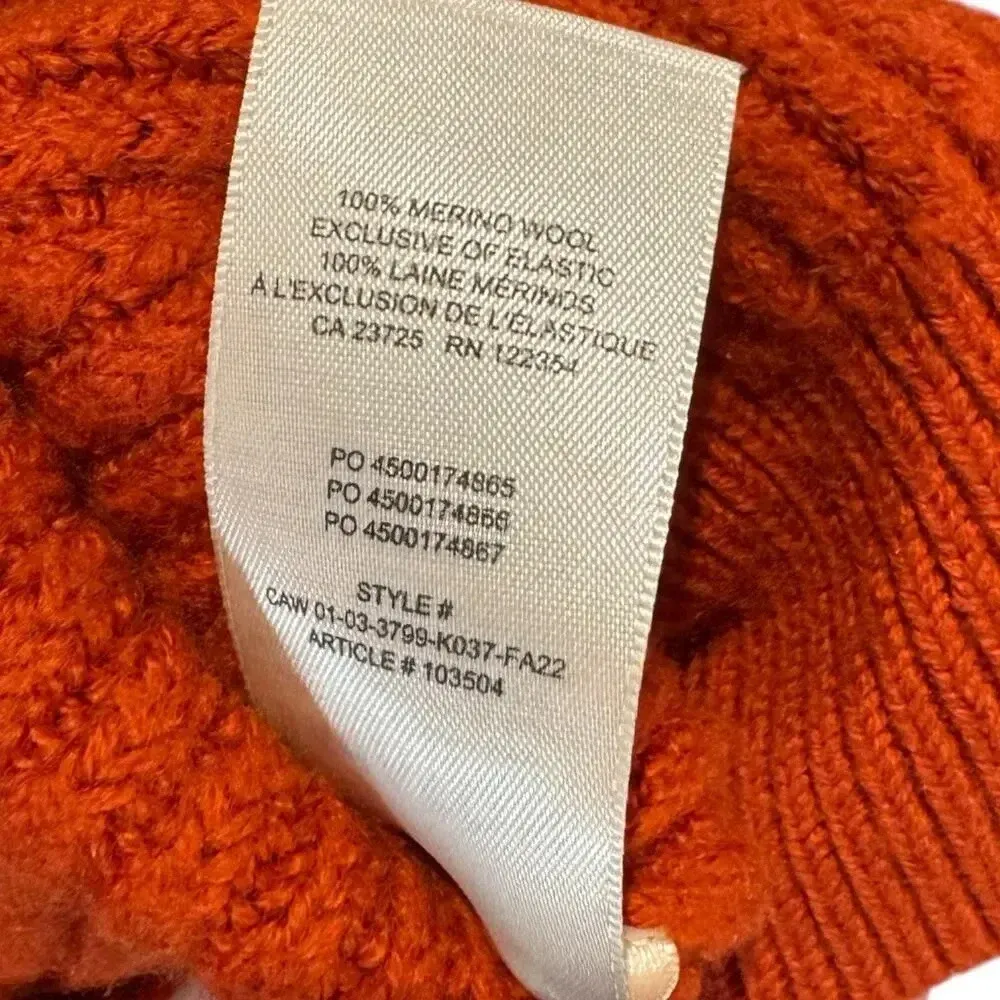 100% MERINO WOOL
EXCLUSIVE OF ELASTIC
100% LAINE MERINOS
À L'EXCLUSION DE L'ÉLASTIQUE
CA 23725 RN 122354
PO 4500174865
PO 4500174866
PO 4500174867
STYLE #
CAW 01-03-3799-K037-FA22
ARTICLE # 103504